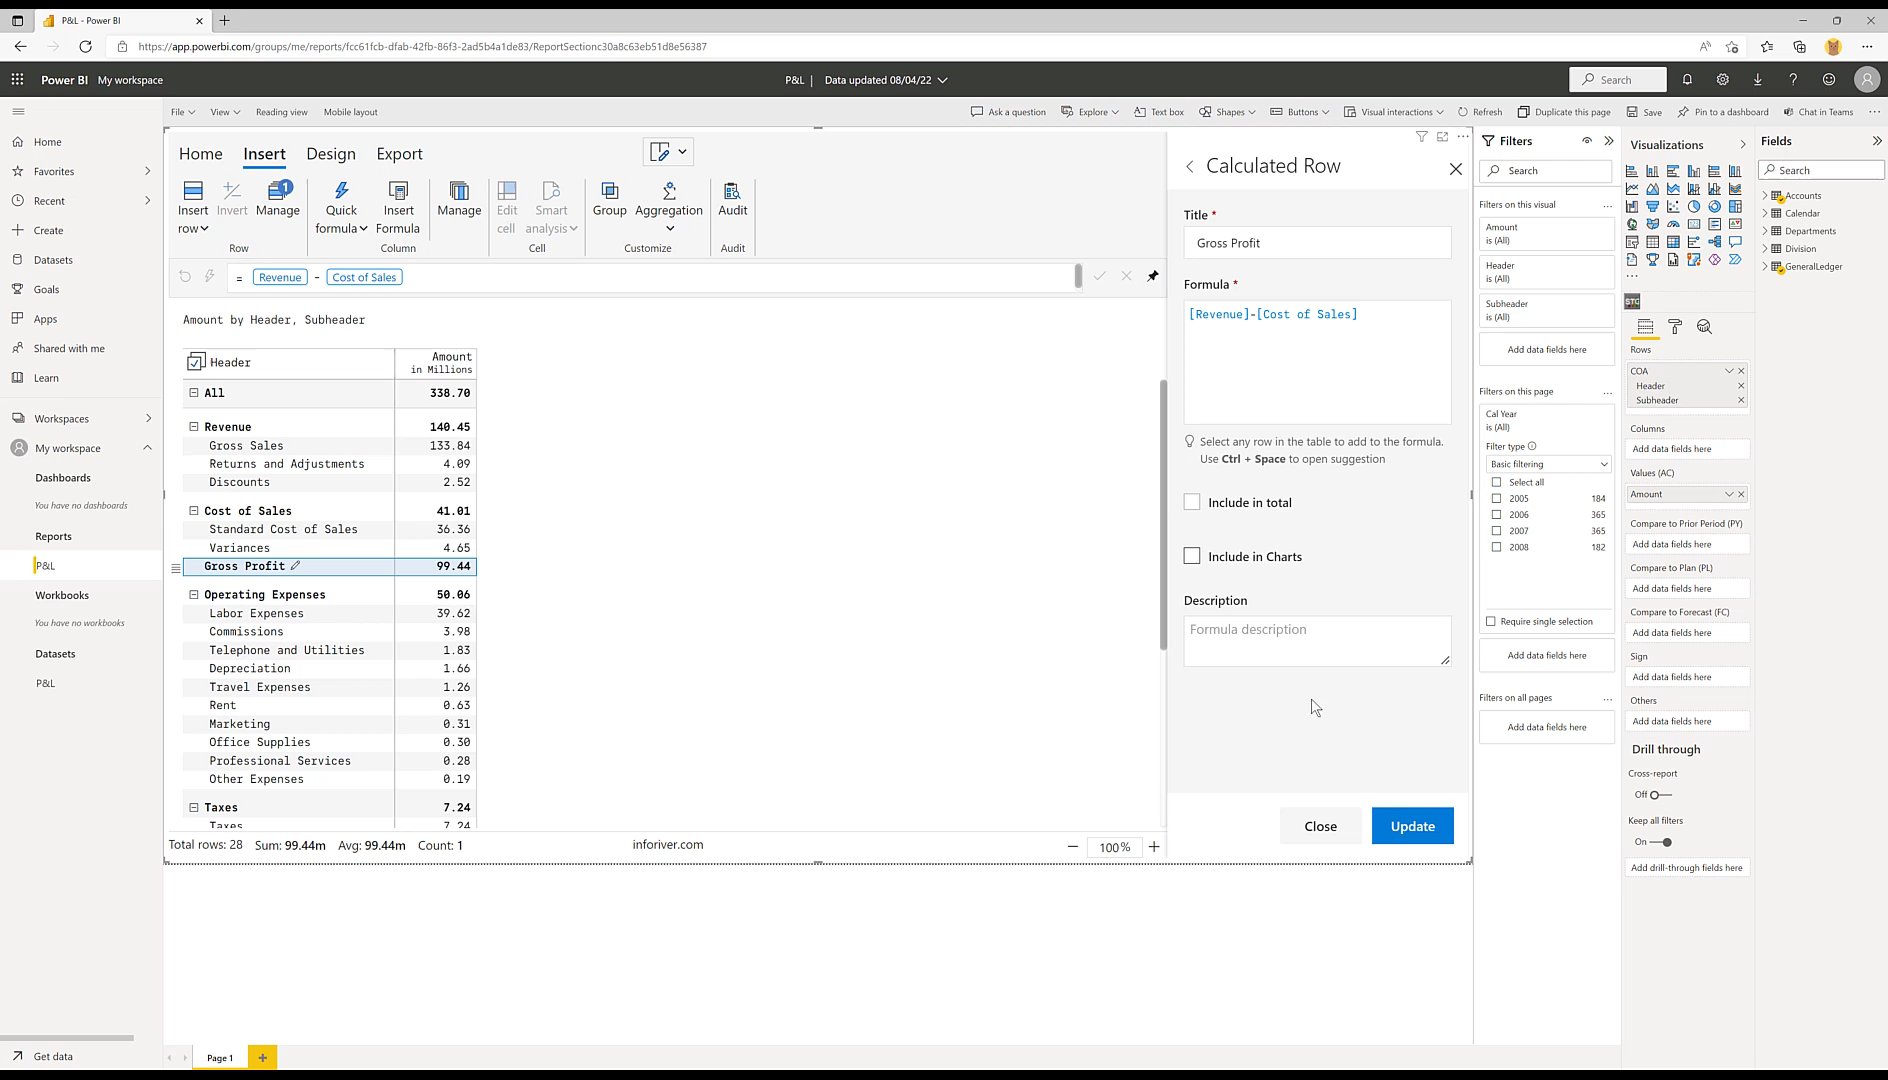 P&L - Power BI
https://app.powerbi.com/groups/me/reports/fcc61fcb-dfab-42fb-86f3-2ad5b4a1de83/ReportSectionc30a8c63eb51d8e56387
Power BI My workspace
P&L | Data updated 08/04/22
Search
File View Reading view Mobile layout
Ask a question Explore Text box Shapes Buttons Visual interactions Refresh Duplicate this page Save Pin to a dashboard Chat in Teams
Home
Favorites
Recent
Create
Datasets
Goals
Apps
Shared with me
Learn
Workspaces
My workspace
Dashboards
You have no dashboards
Reports
P&L
Workbooks
You have no workbooks
Datasets
P&L
Get data
Home Insert Design Export
Insert row
Invert
Manage
1
Row
Quick formula
Insert Formula
Column
Manage
Edit cell
Smart analysis
Cell
Group
Aggregation
Customize
Audit
Audit
= Revenue - Cost of Sales
Amount by Header, Subheader
Header Amount
in Millions
All 338.70
Revenue 140.45
Gross Sales 133.84
Returns and Adjustments 4.09
Discounts 2.52
Cost of Sales 41.01
Standard Cost of Sales 36.36
Variances 4.65
Gross Profit 99.44
Operating Expenses 50.06
Labor Expenses 39.62
Commissions 3.98
Telephone and Utilities 1.83
Depreciation 1.66
Travel Expenses 1.26
Rent 0.63
Marketing 0.31
Office Supplies 0.30
Professional Services 0.28
Other Expenses 0.19
Taxes 7.24
Taxes 7.24
Total rows: 28 Sum: 99.44m Avg: 99.44m Count: 1
inforiver.com
100%
Page 1
Calculated Row
Title *
Gross Profit
Formula *
[Revenue]-[Cost of Sales]
Select any row in the table to add to the formula.
Use Ctrl + Space to open suggestion
Include in total
Include in Charts
Description
Formula description
Close Update
Filters
Search
Filters on this visual
Amount
is (All)
Header
is (All)
Subheader
is (All)
Add data fields here
Filters on this page
Cal Year
is (All)
Filter type
Basic filtering
Select all
2005 184
2006 365
2007 365
2008 182
Require single selection
Add data fields here
Filters on all pages
Add data fields here
Visualizations
Rows
COA
Header
Subheader
Columns
Add data fields here
Values (AC)
Amount
Compare to Prior Period (PY)
Add data fields here
Compare to Plan (PL)
Add data fields here
Compare to Forecast (FC)
Add data fields here
Sign
Add data fields here
Others
Add data fields here
Drill through
Cross-report
Off
Keep all filters
On
Add drill-through fields here
Fields
Search
Accounts
Calendar
Departments
Division
GeneralLedger